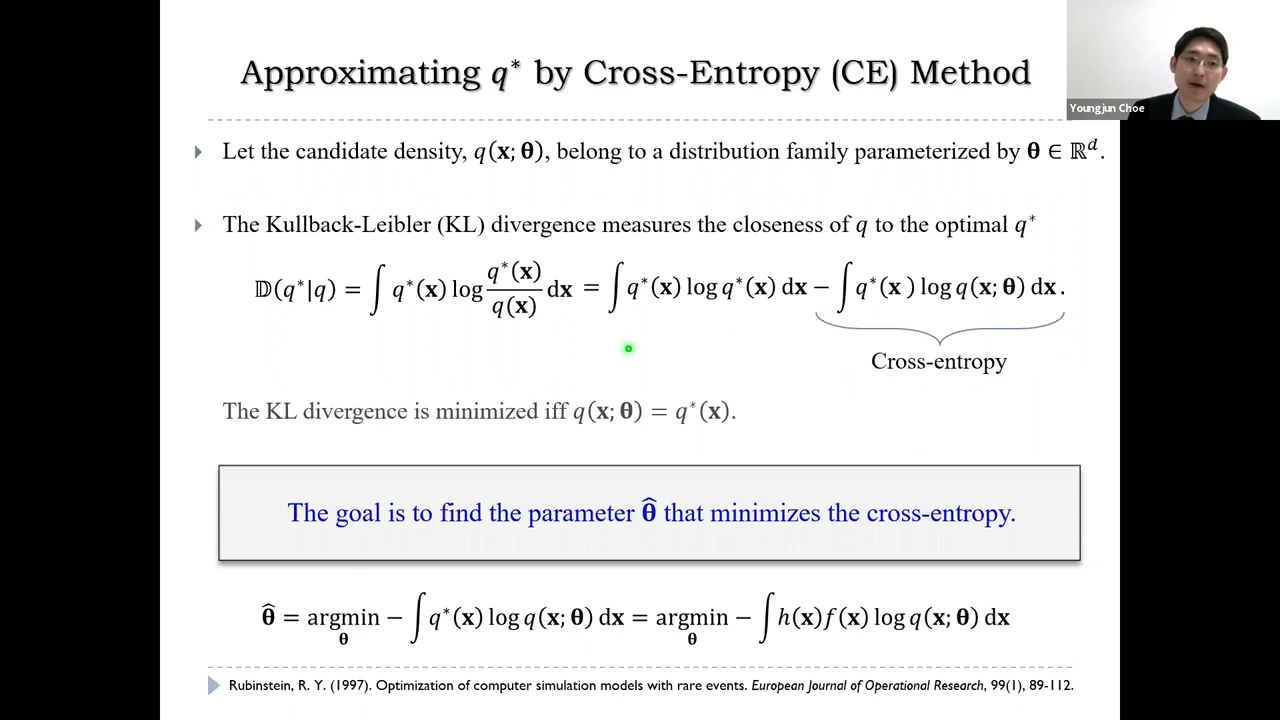 Approximating q* by Cross-Entropy (CE) Method
Youngjun Choe
Let the candidate density, q(𝐱; 𝛉), belong to a distribution family parameterized by 𝛉 ∈ ℝᵈ.
The Kullback-Leibler (KL) divergence measures the closeness of q to the optimal q*
𝔻(q*|q) = ∫ q*(𝐱) log q*(𝐱)/q(𝐱) d𝐱 = ∫ q*(𝐱) log q*(𝐱) d𝐱 − ∫ q*(𝐱 ) log q(𝐱; 𝛉) d𝐱 .
Cross-entropy
The KL divergence is minimized iff q(𝐱; 𝛉) = q*(𝐱).
The goal is to find the parameter 𝛉̂ that minimizes the cross-entropy.
𝛉̂ = argmin_𝛉 − ∫ q*(𝐱) log q(𝐱; 𝛉) d𝐱 = argmin_𝛉 − ∫ h(𝐱)f(𝐱) log q(𝐱; 𝛉) d𝐱
Rubinstein, R. Y. (1997). Optimization of computer simulation models with rare events. European Journal of Operational Research, 99(1), 89-112.